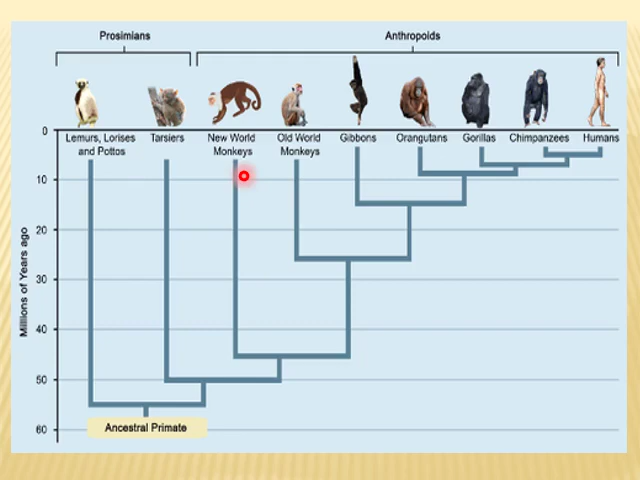 Prosimians
Anthropoids
Lemurs, Lorises
and Pottos
Tarsiers
New World
Monkeys
Old World
Monkeys
Gibbons
Orangutans
Gorillas
Chimpanzees
Humans
Millions of Years ago
0
10
20
30
40
50
60
Ancestral Primate